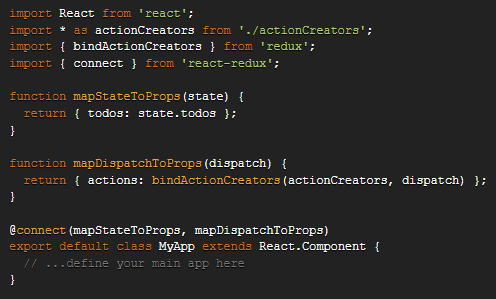 import React from 'react';
import * as actionCreators from './actionCreators';
import { bindActionCreators } from 'redux';
import { connect } from 'react-redux';

function mapStateToProps(state) {
  return { todos: state.todos };
}

function mapDispatchToProps(dispatch) {
  return { actions: bindActionCreators(actionCreators, dispatch) };
}

@connect(mapStateToProps, mapDispatchToProps)
export default class MyApp extends React.Component {
  // ...define your main app here
}